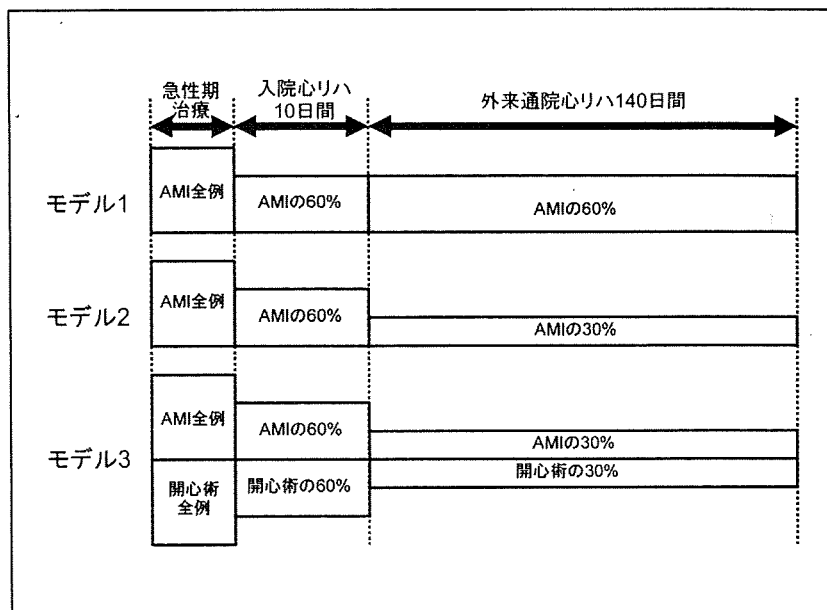 急性期
治療
入院心リハ
10日間
外来通院心リハ140日間
モデル1
AMI全例
AMIの60%
AMIの60%
モデル2
AMI全例
AMIの60%
AMIの30%
モデル3
AMI全例
AMIの60%
AMIの30%
開心術
全例
開心術の60%
開心術の30%